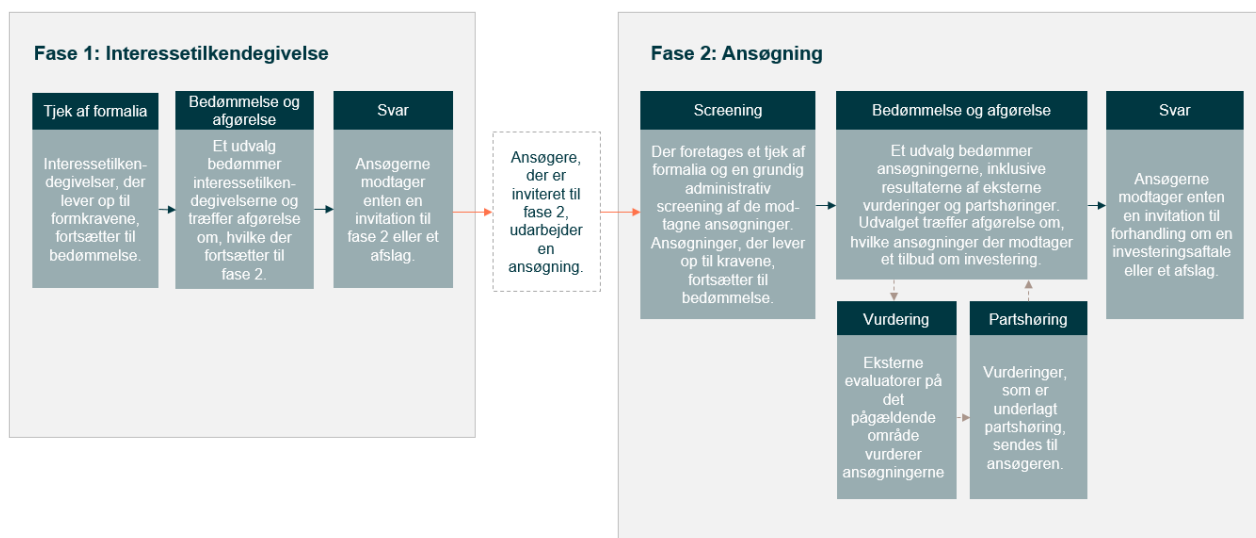 Fase 1: Interessetilkendegivelse
Tjek af formalia
Interessetilken-
degivelser, der
lever op til
formkravene,
fortsætter til
bedømmelse.
Bedømmelse og
afgørelse
Et udvalg
bedømmer
interessetilken-
degivelserne og
træffer afgørelse
om, hvilke der
fortsætter til
fase 2.
Svar
Ansøgerne
modtager
enten en
invitation til
fase 2 eller et
afslag.
Ansøgere,
der er
inviteret til
fase 2,
udarbejder
en
ansøgning.
Fase 2: Ansøgning
Screening
Der foretages et tjek af
formalia og en grundig
administrativ
screening af de mod-
tagne ansøgninger.
Ansøgninger, der lever
op til kravene,
fortsætter til
bedømmelse.
Bedømmelse og afgørelse
Et udvalg bedømmer
ansøgningerne, inklusive
resultaterne af eksterne
vurderinger og partshøringer.
Udvalget træffer afgørelse om,
hvilke ansøgninger der modtager
et tilbud om investering.
Vurdering
Eksterne
evaluatorer på
det
pågældende
område
vurderer
ansøgningerne
Partshøring
Vurderinger,
som er
underlagt
partshøring,
sendes til
ansøgeren.
Svar
Ansøgerne modtager
enten en invitation til
forhandling om en
investeringsaftale
eller et afslag.